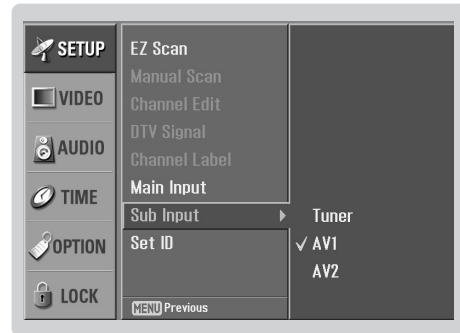 SETUP
VIDEO
AUDIO
TIME
OPTION
LOCK
EZ Scan
Manual Scan
Channel Edit
DTV Signal
Channel Label
Main Input
Sub Input ▶
Set ID
MENU Previous
Tuner
✓ AV1
AV2